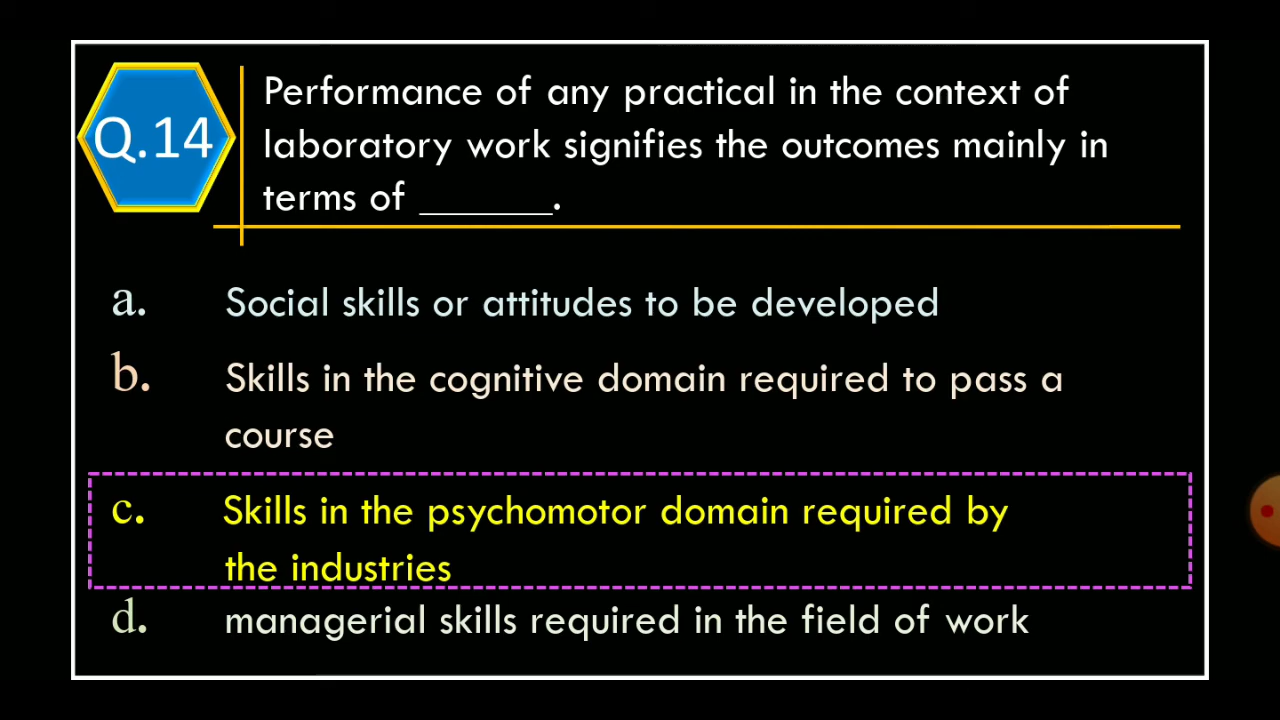 Q.14
Performance of any practical in the context of
laboratory work signifies the outcomes mainly in
terms of ______.
a. Social skills or attitudes to be developed
b. Skills in the cognitive domain required to pass a
course
c. Skills in the psychomotor domain required by
the industries
d. managerial skills required in the field of work